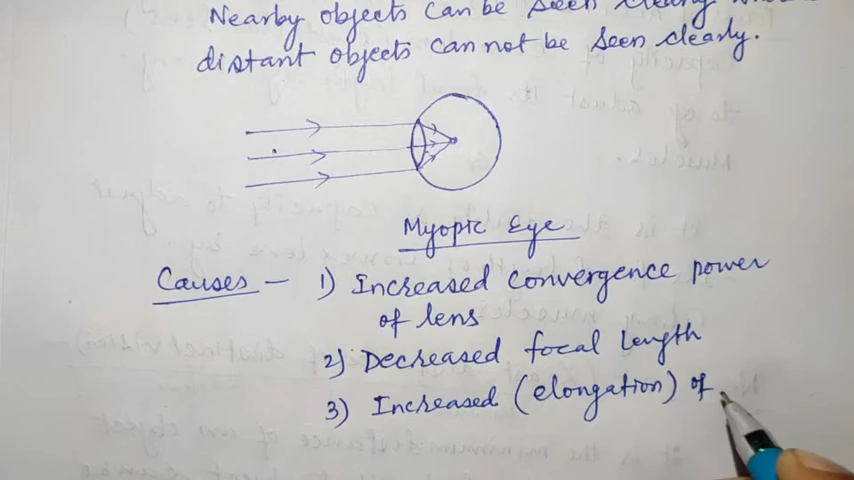 Nearby objects can be seen clearly
distant objects can not be seen clearly.
Myopic Eye
Causes - 1) Increased convergence power
of lens
2) Decreased focal length
3) Increased (elongation) of